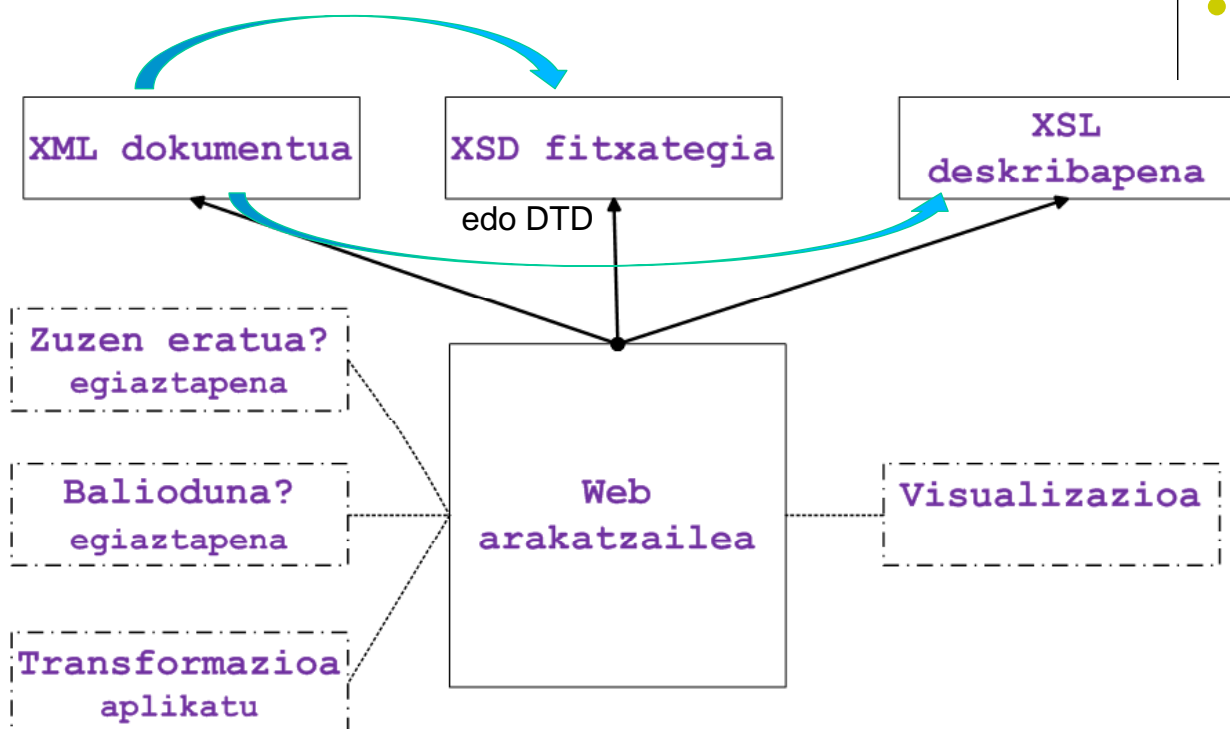 XML dokumentua
XSD fitxategia
XSL
deskribapena
edo DTD
Zuzen eratua?
egiaztapena
Balioduna?
egiaztapena
Transformazioa
aplikatu
Web
arakatzailea
Visualizazioa